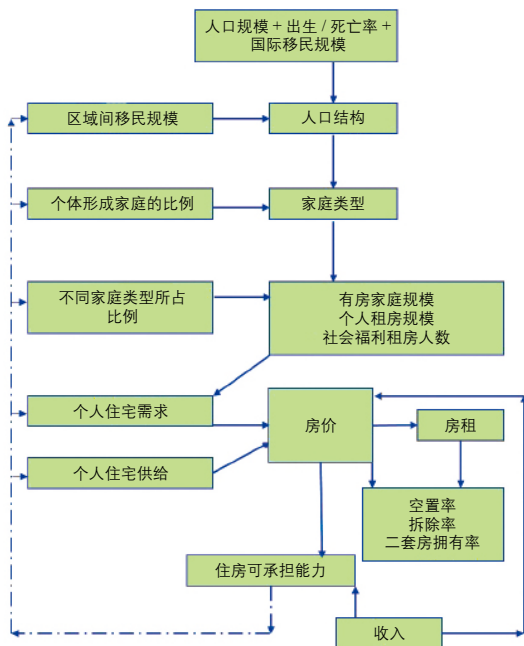 人口规模 + 出生 / 死亡率 +
国际移民规模
区域间移民规模
人口结构
个体形成家庭的比例
家庭类型
不同家庭类型所占
比例
有房家庭规模
个人租房规模
社会福利租房人数
个人住宅需求
房价
房租
个人住宅供给
空置率
拆除率
二套房拥有率
住房可承担能力
收入